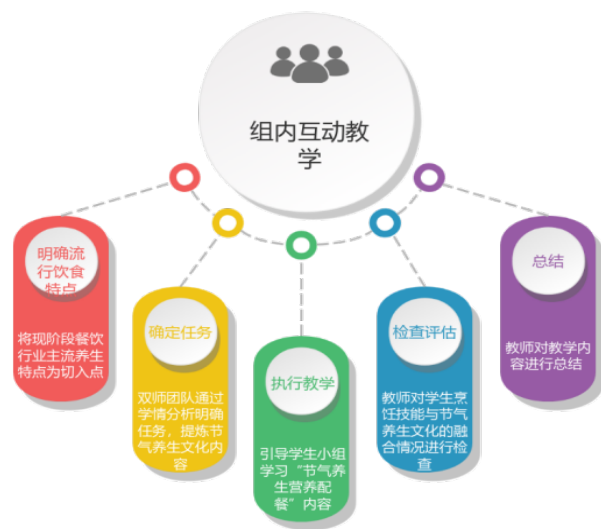 组内互动教
学
明确流
行饮食
特点
将现阶段餐饮
行业主流养生
特点为切入点
确定任务
双师团队通过
学情分析明确
任务，提炼节
气养生文化内
容
执行教学
引导学生小组
学习“节气养
生营养配
餐”内容
检查评估
教师对学生烹
饪技能与节气
养生文化的融
合情况进行检
查
总结
教师对教学内
容进行总结